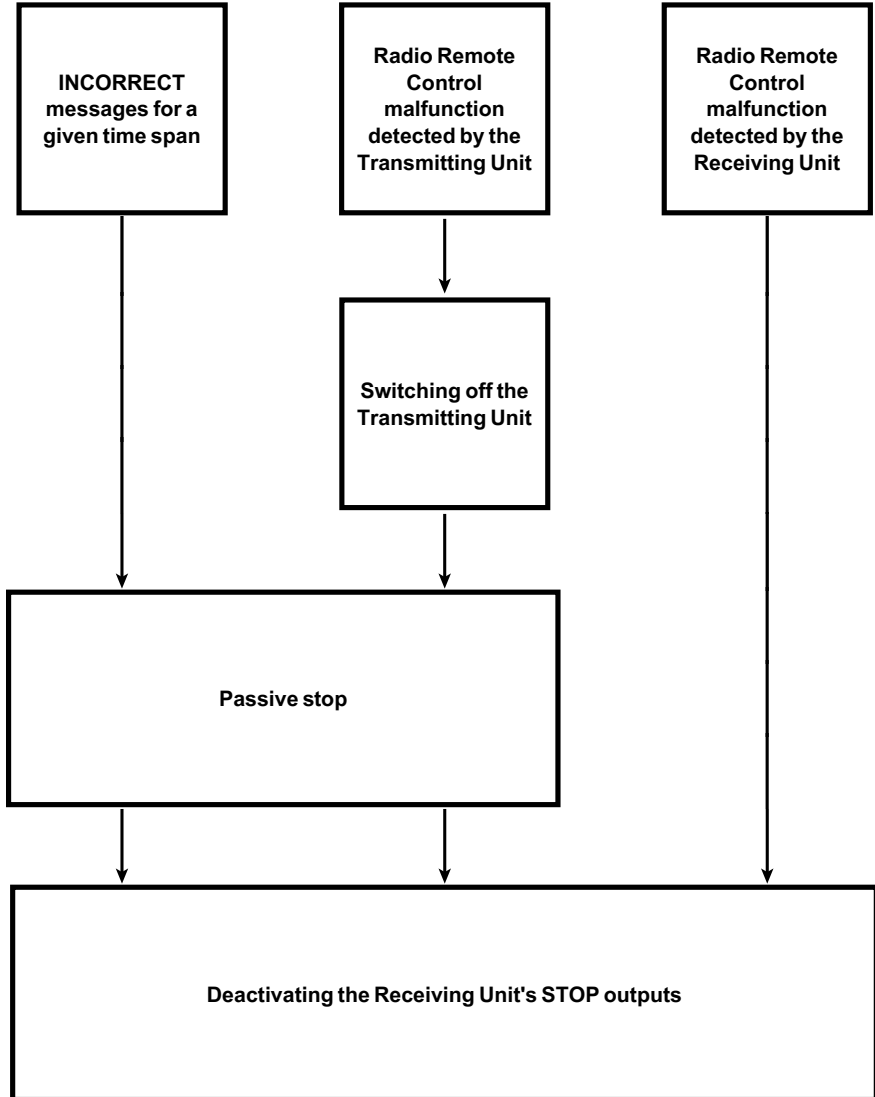 INCORRECT
messages for a
given time span
Radio Remote
Control
malfunction
detected by the
Transmitting Unit
Radio Remote
Control
malfunction
detected by the
Receiving Unit
Switching off the
Transmitting Unit
Passive stop
Deactivating the Receiving Unit's STOP outputs